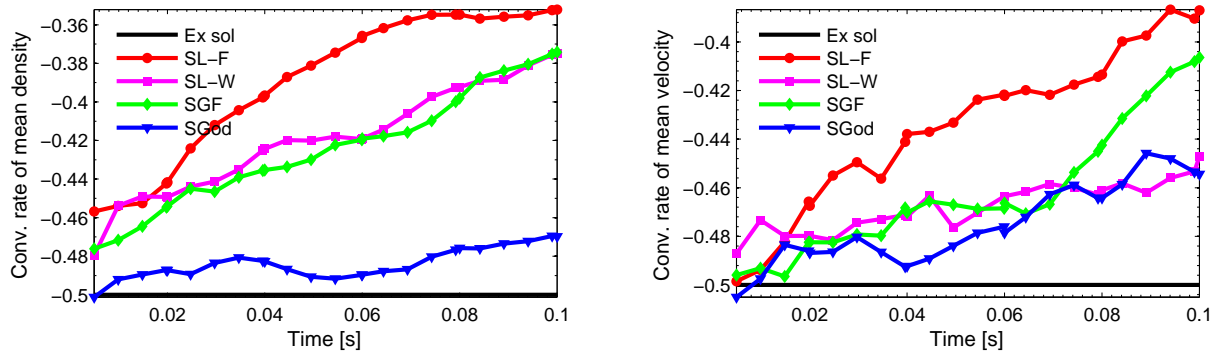 Conv. rate of mean density
−0.36
−0.38
−0.4
−0.42
−0.44
−0.46
−0.48
−0.5
Ex sol
SL−F
SL−W
SGF
SGod
0.02
0.04
0.06
0.08
0.1
Time [s]
Conv. rate of mean velocity
−0.4
−0.42
−0.44
−0.46
−0.48
−0.5
Ex sol
SL−F
SL−W
SGF
SGod
0.02
0.04
0.06
0.08
0.1
Time [s]